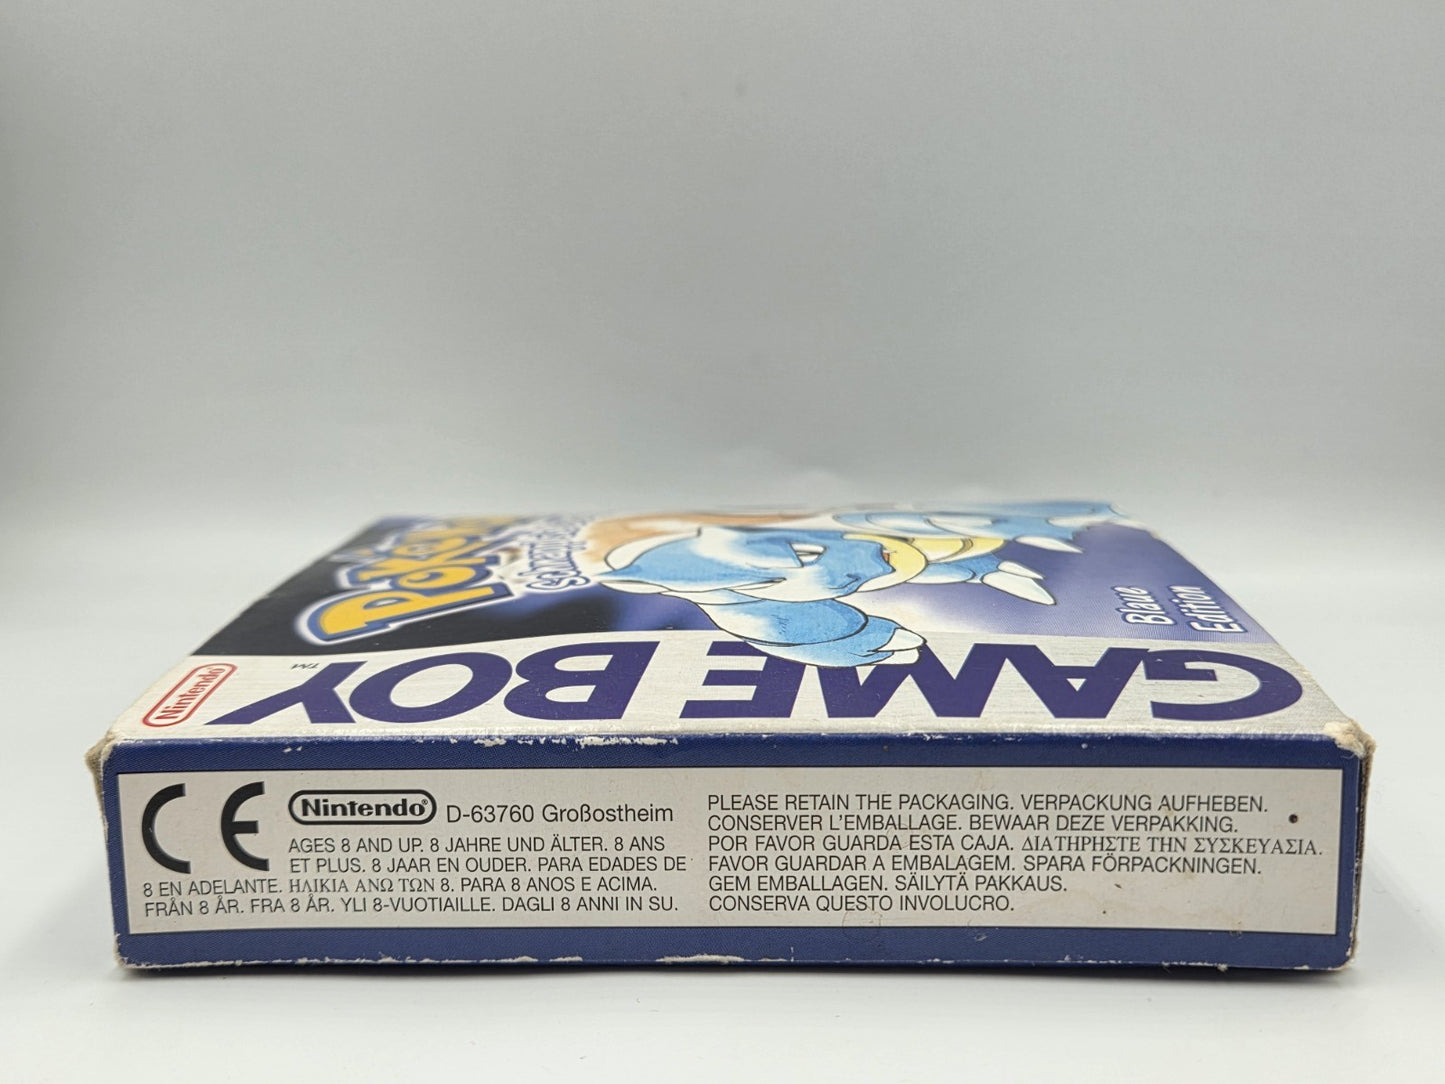 Pokémon
Blaue
Edition
Nintendo
GAME BOY
TM
CE
Nintendo®
D-63760 Großostheim
AGES 8 AND UP. 8 JAHRE UND ÄLTER. 8 ANS
ET PLUS. 8 JAAR EN OUDER. PARA EDADES DE
8 EN ADELANTE. ΗΛΙΚΙΑ ΑΝΩ ΤΩΝ 8. PARA 8 ANOS E ACIMA.
FRÅN 8 ÅR. FRA 8 ÅR. YLI 8-VUOTIAILLE. DAGLI 8 ANNI IN SU.
PLEASE RETAIN THE PACKAGING. VERPACKUNG AUFHEBEN.
CONSERVER L'EMBALLAGE. BEWAAR DEZE VERPAKKING.
POR FAVOR GUARDA ESTA CAJA. ΔΙΑΤΗΡΗΣΤΕ ΤΗΝ ΣΥΣΚΕΥΑΣΙΑ.
FAVOR GUARDAR A EMBALAGEM. SPARA FÖRPACKNINGEN.
GEM EMBALLAGEN. SÄILYTÄ PAKKAUS.
CONSERVA QUESTO INVOLUCRO.